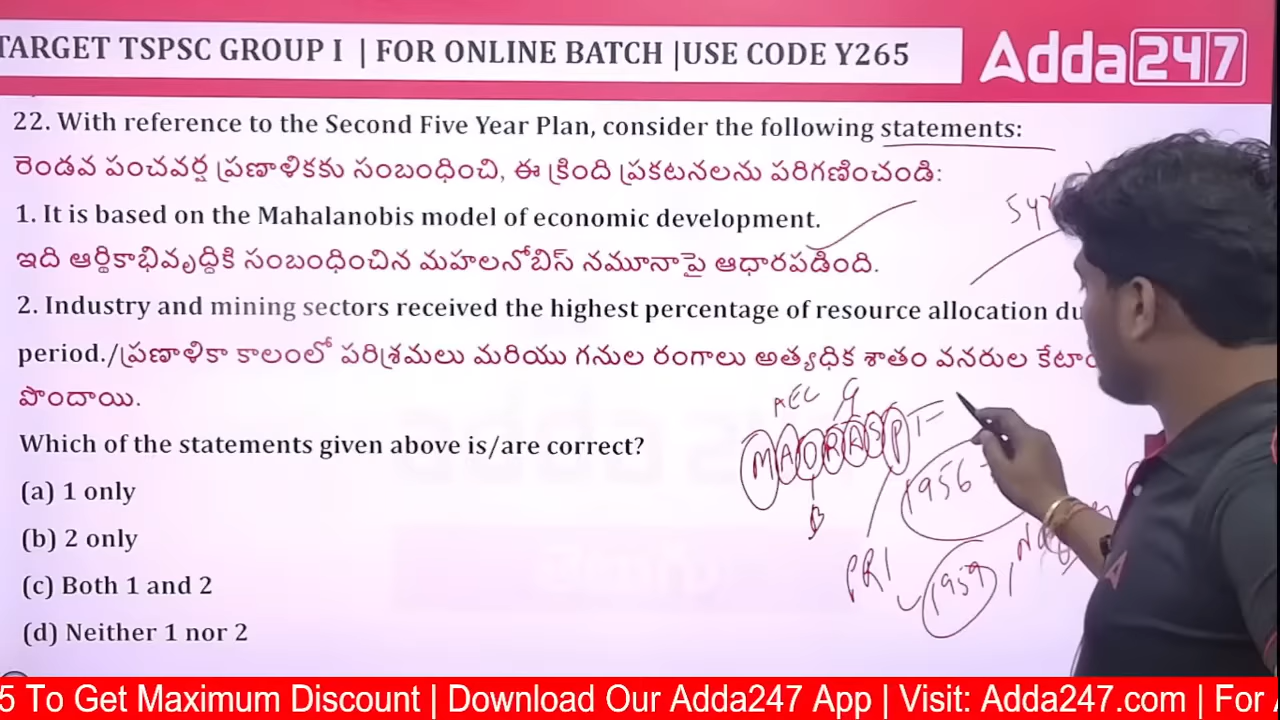 TARGET TSPSC GROUP I | FOR ONLINE BATCH |USE CODE Y265
Adda247
22. With reference to the Second Five Year Plan, consider the following statements:
రెండవ పంచవర్ష ప్రణాళికకు సంబంధించి, ఈ క్రింది ప్రకటనలను పరిగణించండి:
1. It is based on the Mahalanobis model of economic development.
ఇది ఆర్థికాభివృద్ధికి సంబంధించిన మహలనోబిస్ నమూనాపై ఆధారపడింది.
2. Industry and mining sectors received the highest percentage of resource allocation du
period./ప్రణాళికా కాలంలో పరిశ్రమలు మరియు గనుల రంగాలు అత్యధిక శాతం వనరుల కేటా
పొందాయి.
Which of the statements given above is/are correct?
(a) 1 only
(b) 2 only
(c) Both 1 and 2
(d) Neither 1 nor 2
AEC
MADRASP
1956
B
PRI
1959
5 To Get Maximum Discount | Download Our Adda247 App | Visit: Adda247.com | For